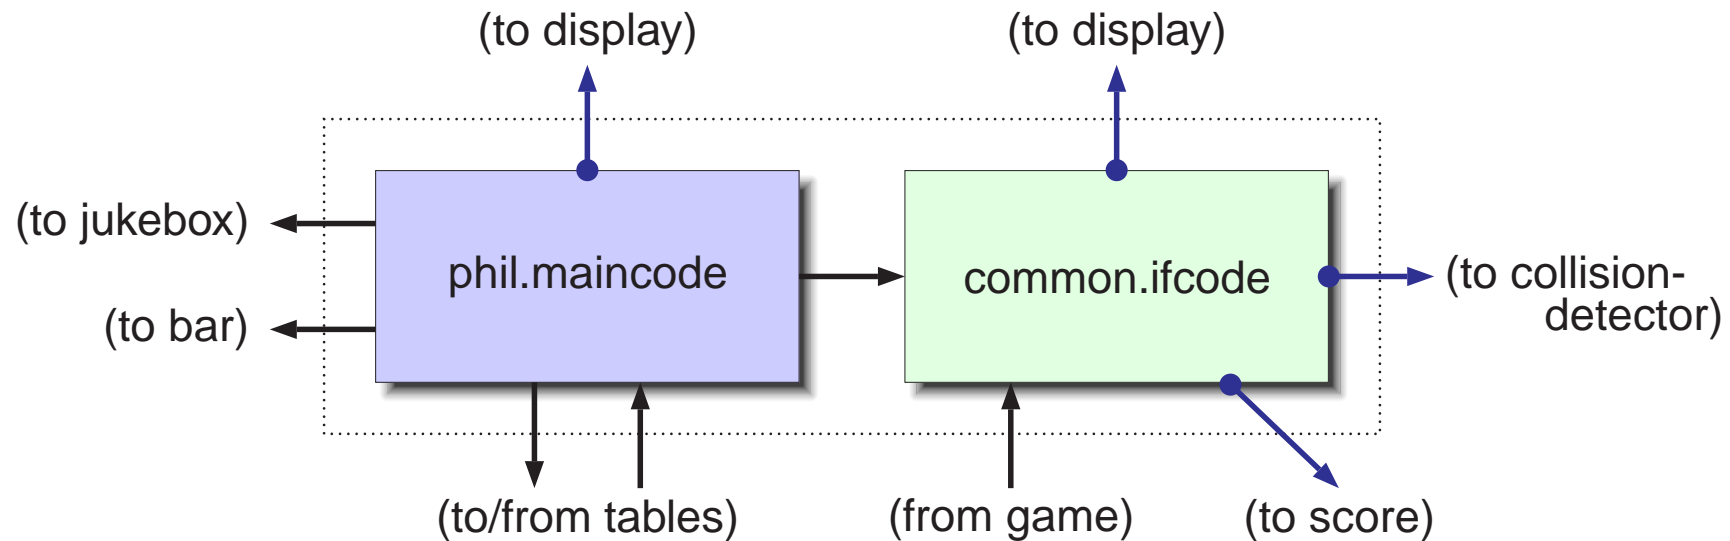 (to display)
(to display)
(to jukebox)
phil.maincode
common.ifcode
(to collision-
detector)
(to bar)
(to/from tables)
(from game)
(to score)